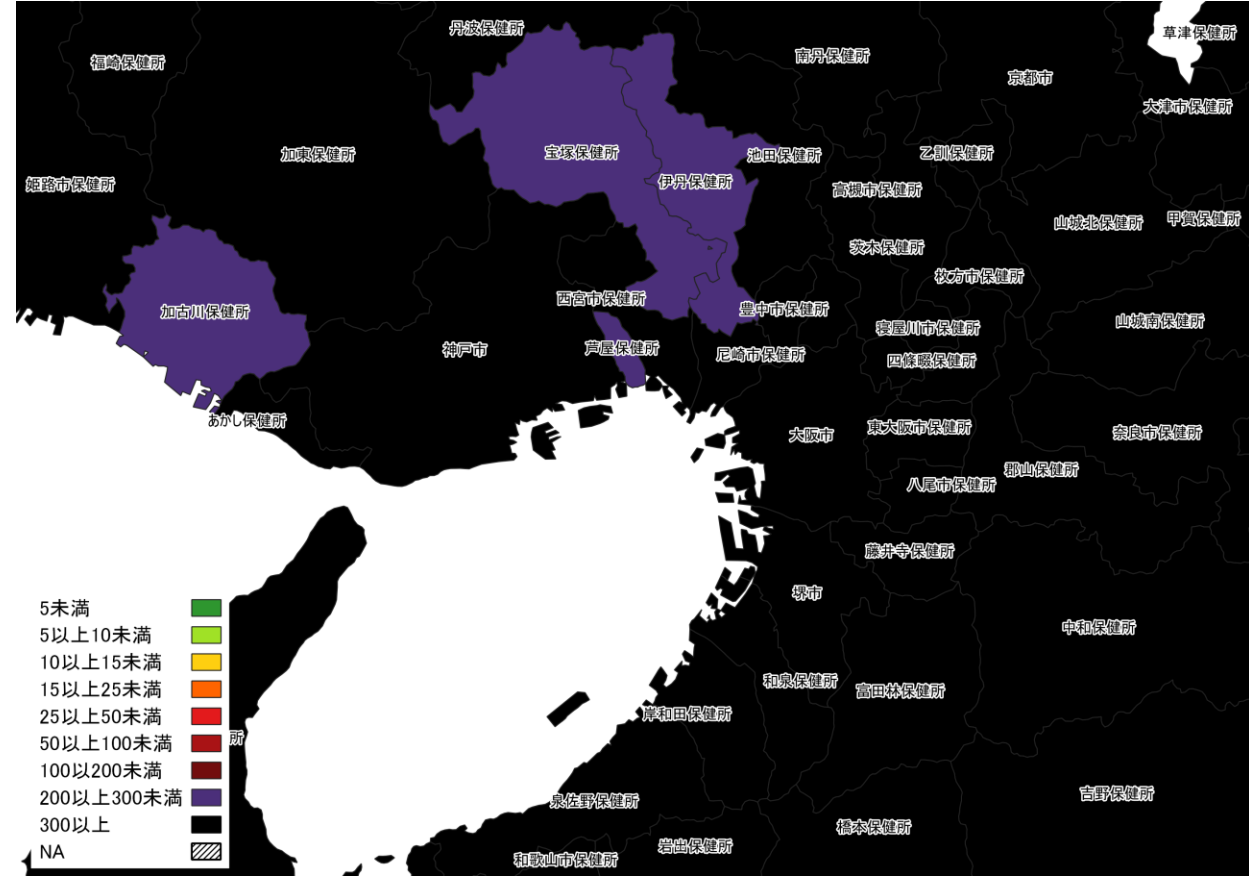 丹波保健所
草津保健所
福崎保健所
南丹保健所
京都市
大津市保健所
加東保健所
宝塚保健所
池田保健所
乙訓保健所
姫路市保健所
伊丹保健所
高槻市保健所
山城北保健所
甲賀保健所
茨木保健所
枚方市保健所
加古川保健所
西宮市保健所
豊中市保健所
山城南保健所
寝屋川市保健所
神戸市
芦屋保健所
尼崎市保健所
四條畷保健所
あかし保健所
大阪市
東大阪市保健所
奈良市保健所
郡山保健所
八尾市保健所
藤井寺保健所
堺市
中和保健所
和泉保健所
富田林保健所
岸和田保健所
所
泉佐野保健所
吉野保健所
橋本保健所
岩出保健所
和歌山市保健所
5未満
5以上10未満
10以上15未満
15以上25未満
25以上50未満
50以上100未満
100以200未満
200以上300未満
300以上
NA